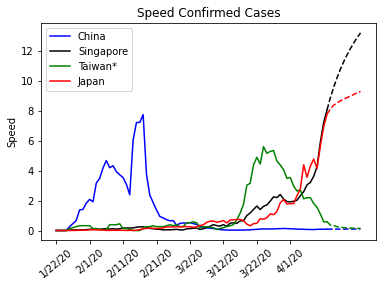 Speed Confirmed Cases
China
Singapore
Taiwan*
Japan
Speed
12
10
8
6
4
2
0
1/22/20
2/1/20
2/11/20
2/21/20
3/2/20
3/12/20
3/22/20
4/1/20